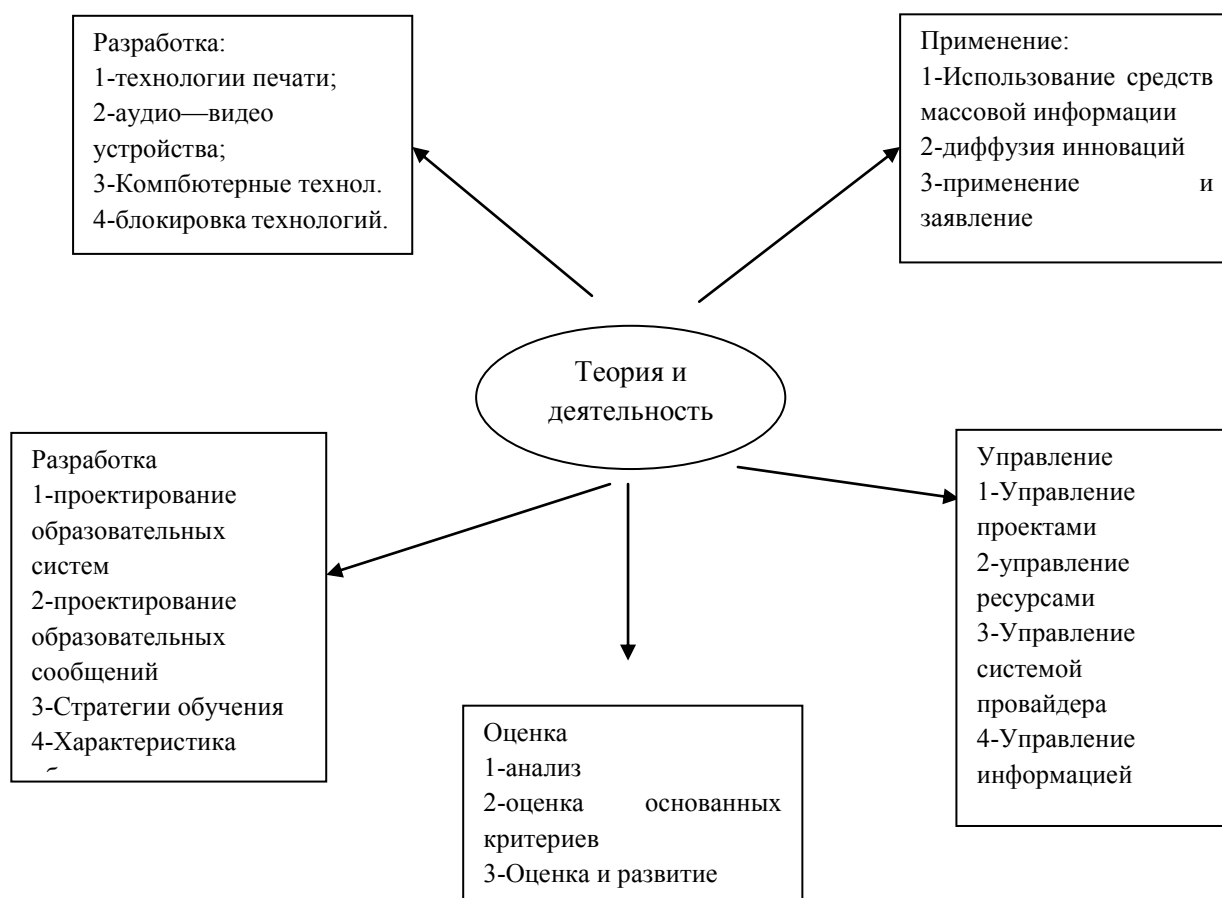 Разработка:
1-технологии печати;
2-аудио—видео
устройства;
3-Компбютерные технол.
4-блокировка технологий.
Применение:
1-Использование средств
массовой информации
2-диффузия инноваций
3-применение и
заявление
Теория и
деятельность
Разработка
1-проектирование
образовательных
систем
2-проектирование
образовательных
сообщений
3-Стратегии обучения
4-Характеристика
Управление
1-Управление
проектами
2-управление
ресурсами
3-Управление
системой
провайдера
4-Управление
информацией
Оценка
1-анализ
2-оценка основанных
критериев
3-Оценка и развитие